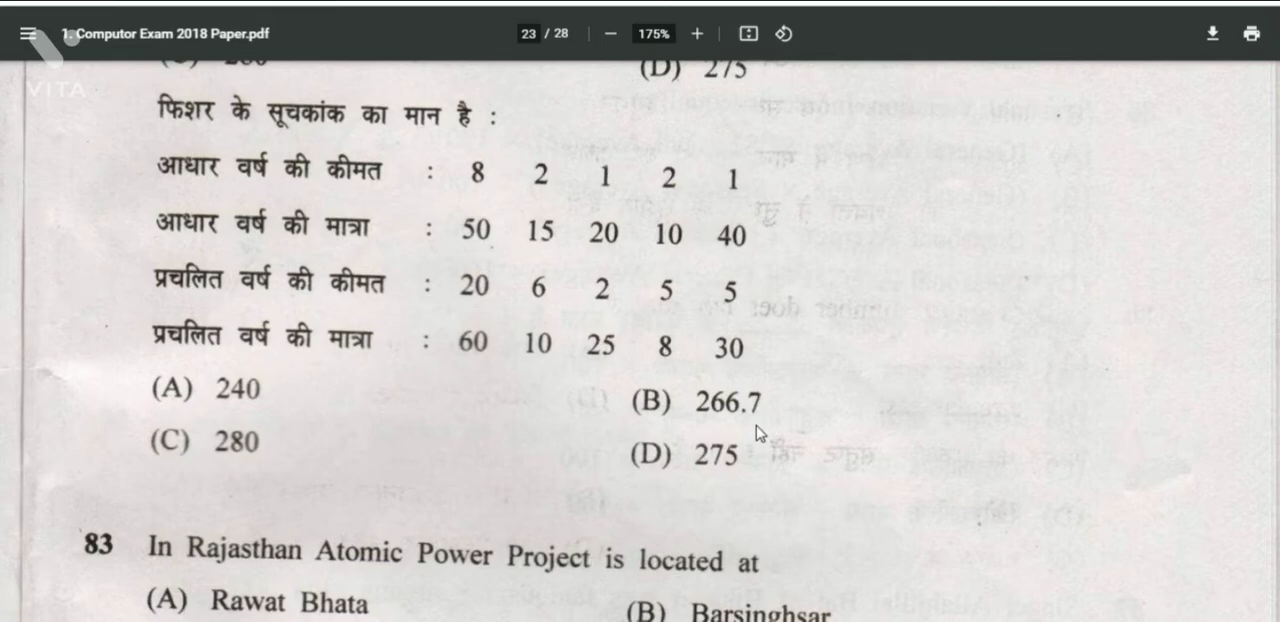 1. Computor Exam 2018 Paper.pdf 23 / 28 175%
VITA
(D) 275
फिशर के सूचकांक का मान है :
आधार वर्ष की कीमत : 8 2 1 2 1
आधार वर्ष की मात्रा : 50 15 20 10 40
प्रचलित वर्ष की कीमत : 20 6 2 5 5
प्रचलित वर्ष की मात्रा : 60 10 25 8 30
(A) 240 (B) 266.7
(C) 280 (D) 275
83 In Rajasthan Atomic Power Project is located at
(A) Rawat Bhata (B) Barsinghsar